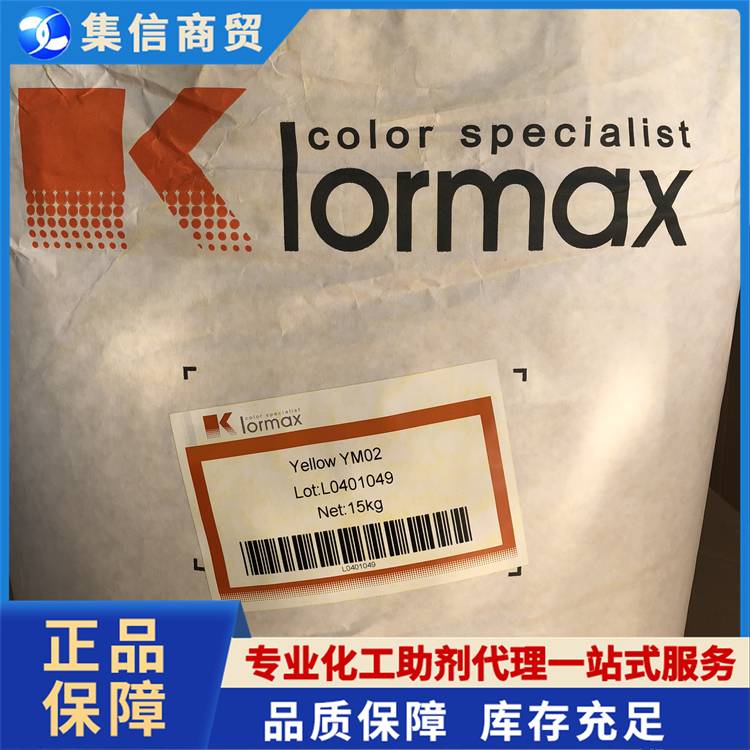 集信商贸
color specialist
Klormax
color specialist
Klormax
Yellow YM02
Lot:L0401049
Net:15kg
L0401049
正品
保障
专业化工助剂代理一站式服务
品质保障 库存充足